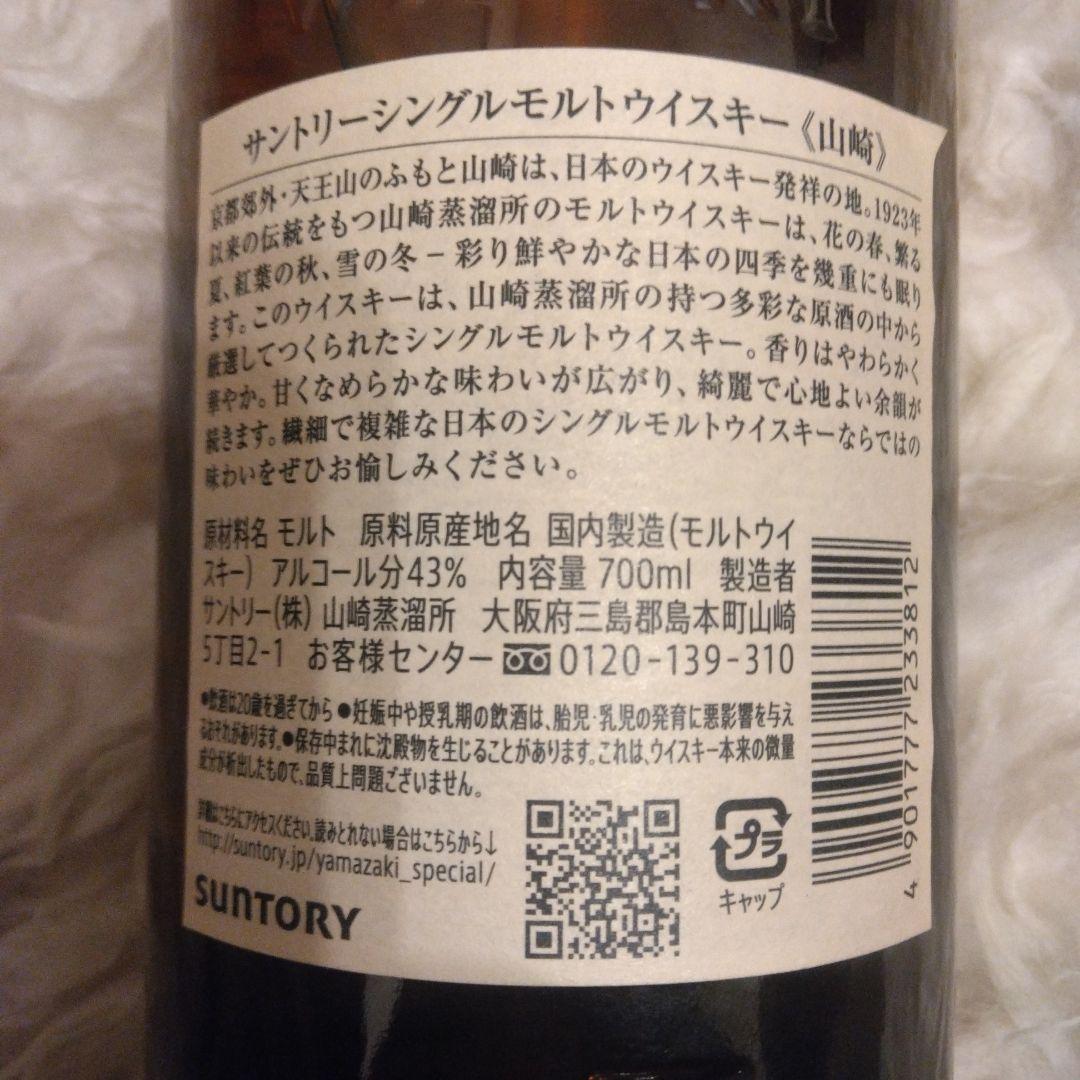 サントリーシングルモルトウイスキー《山崎》
京都郊外・天王山のふもと山崎は、日本のウイスキー発祥の地。1923年
以来の伝統をもつ山崎蒸溜所のモルトウイスキーは、花の春、繁る
夏、紅葉の秋、雪の冬−彩り鮮やかな日本の四季を幾重にも眠り
ます。このウイスキーは、山崎蒸溜所の持つ多彩な原酒の中から
厳選してつくられたシングルモルトウイスキー。香りはやわらかく
華やか。甘くなめらかな味わいが広がり、綺麗で心地よい余韻が
続きます。繊細で複雑な日本のシングルモルトウイスキーならではの
味わいをぜひお愉しみください。
原材料名 モルト 原料原産地名 国内製造(モルトウイ
スキー) アルコール分43% 内容量 700ml 製造者
サントリー(株) 山崎蒸溜所 大阪府三島郡島本町山崎
5丁目2-1 お客様センター 0120-139-310
●飲酒は20歳を過ぎてから ●妊娠中や授乳期の飲酒は、胎児・乳児の発育に悪影響を与え
るおそれがあります。●保存中まれに沈殿物を生じることがあります。これは、ウイスキー本来の微量
成分が析出したもので、品質上問題ございません。
詳細はこちらにアクセスください。読みとれない場合はこちらから↓
http://suntory.jp/yamazaki_special/
SUNTORY
プラ
キャップ
4 901777 233812